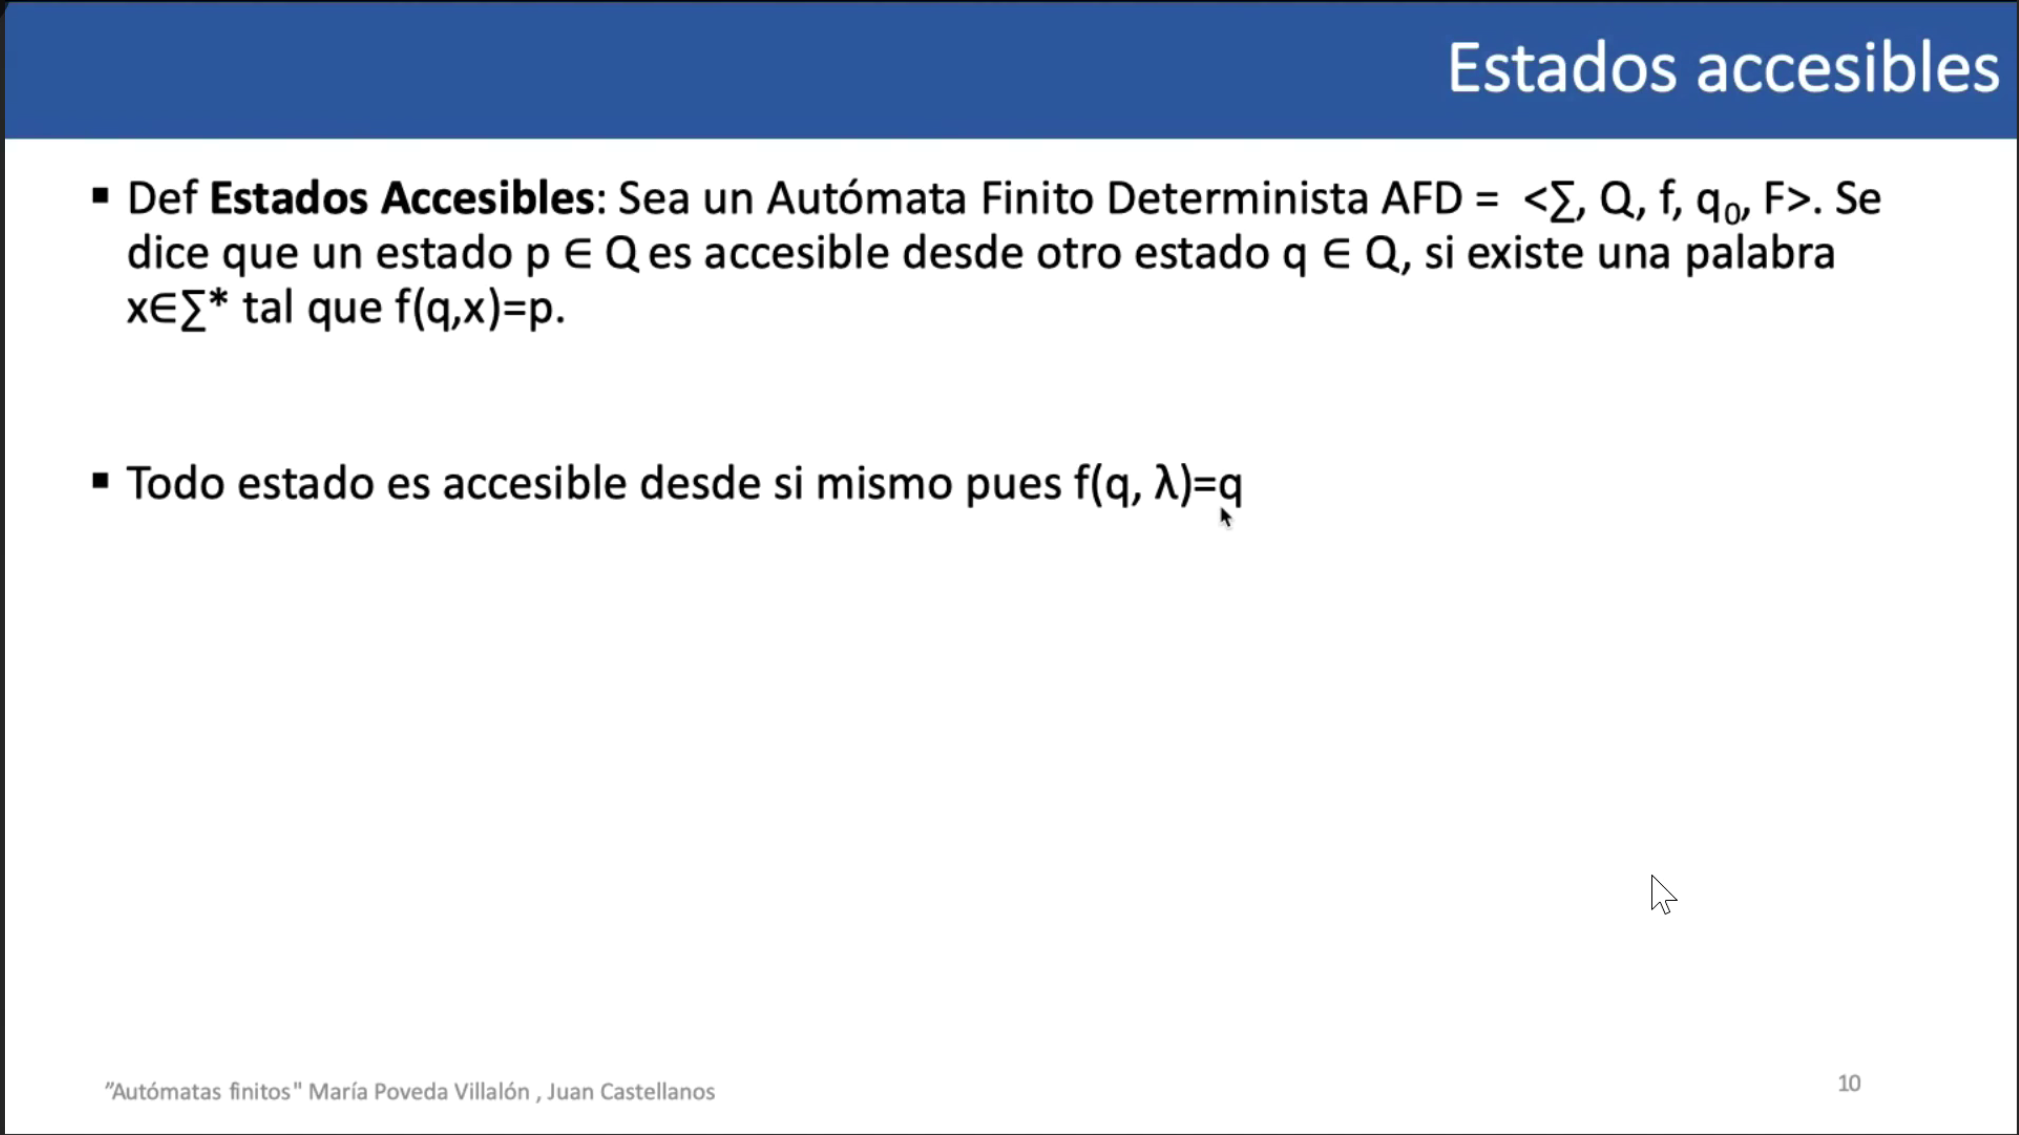 Estados accesibles
▪ Def Estados Accesibles: Sea un Autómata Finito Determinista AFD = <∑, Q, f, q₀, F>. Se
dice que un estado p ∈ Q es accesible desde otro estado q ∈ Q, si existe una palabra
x∈∑* tal que f(q,x)=p.
▪ Todo estado es accesible desde si mismo pues f(q, λ)=q
"Autómatas finitos" María Poveda Villalón , Juan Castellanos
10